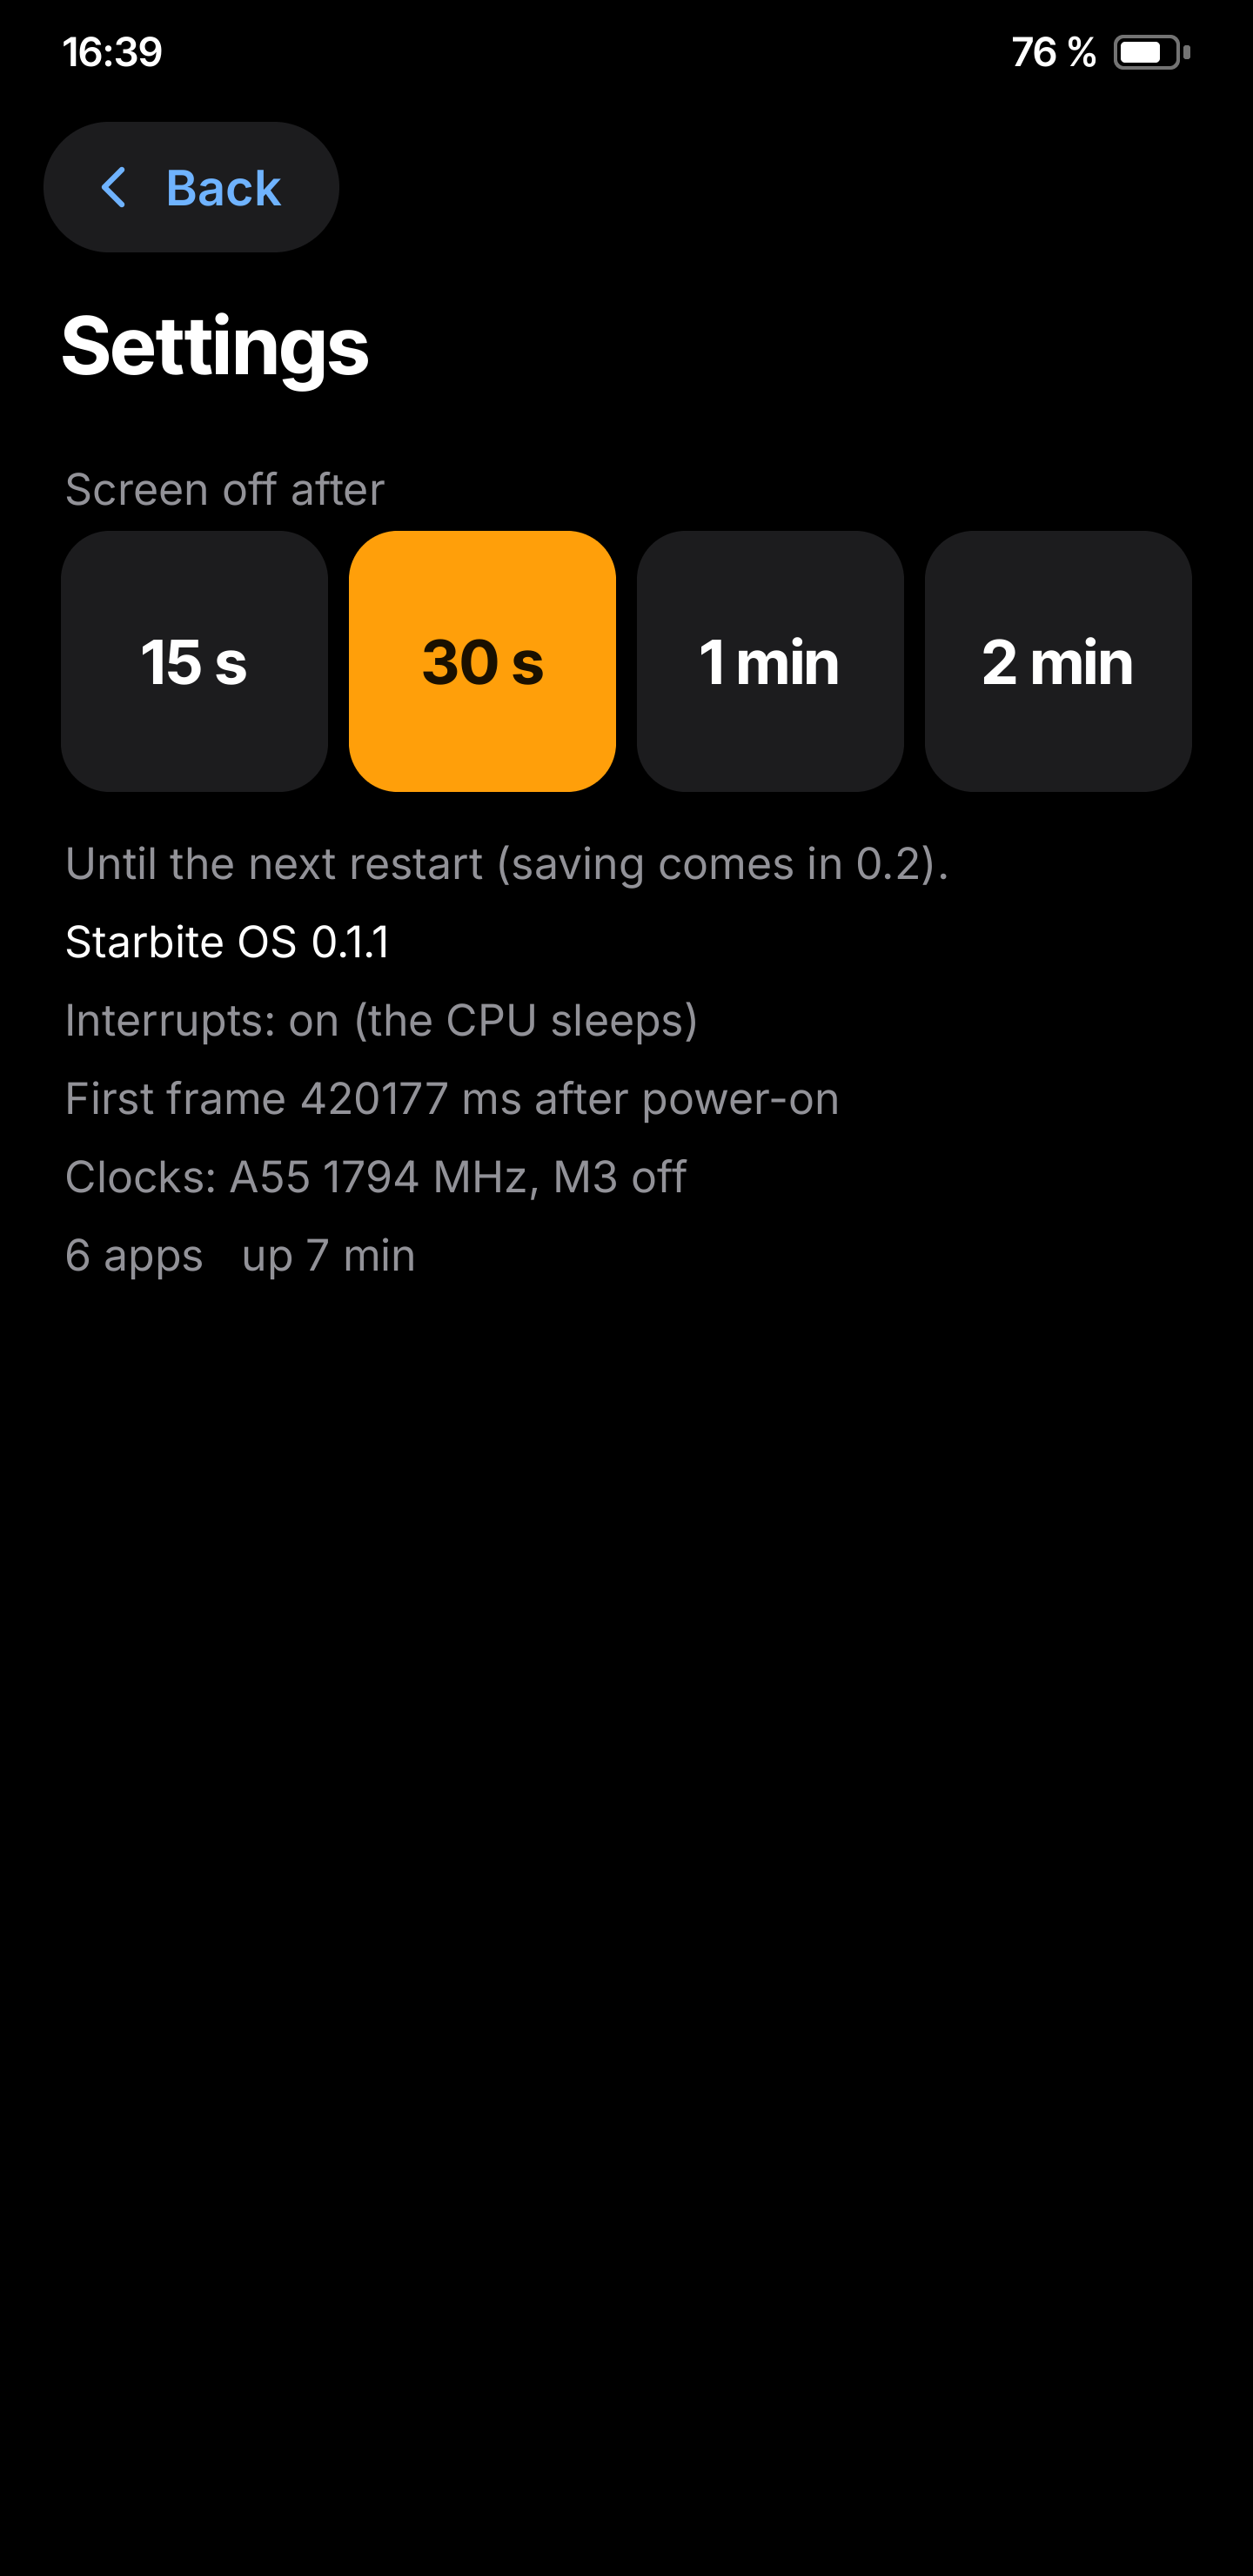 16:39 76 %
Back
Settings
Screen off after
15 s 30 s 1 min 2 min
Until the next restart (saving comes in 0.2).
Starbite OS 0.1.1
Interrupts: on (the CPU sleeps)
First frame 420177 ms after power-on
Clocks: A55 1794 MHz, M3 off
6 apps up 7 min